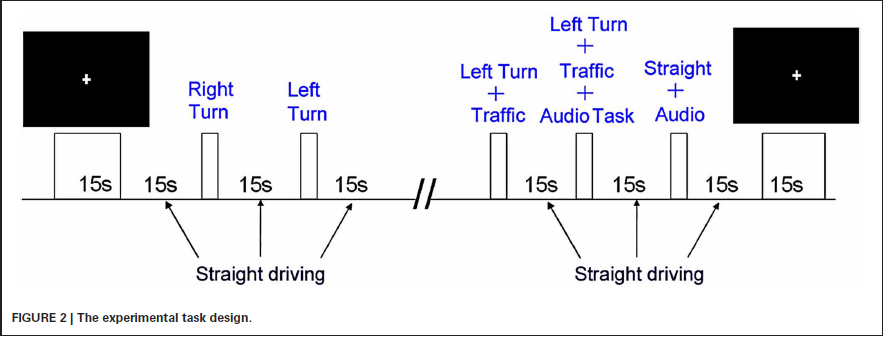 Left Turn
+
Left Turn Traffic Straight
+ + +
Traffic Audio Task Audio
Right Left
Turn Turn
15s 15s 15s 15s // 15s 15s 15s 15s
Straight driving Straight driving
FIGURE 2 | The experimental task design.